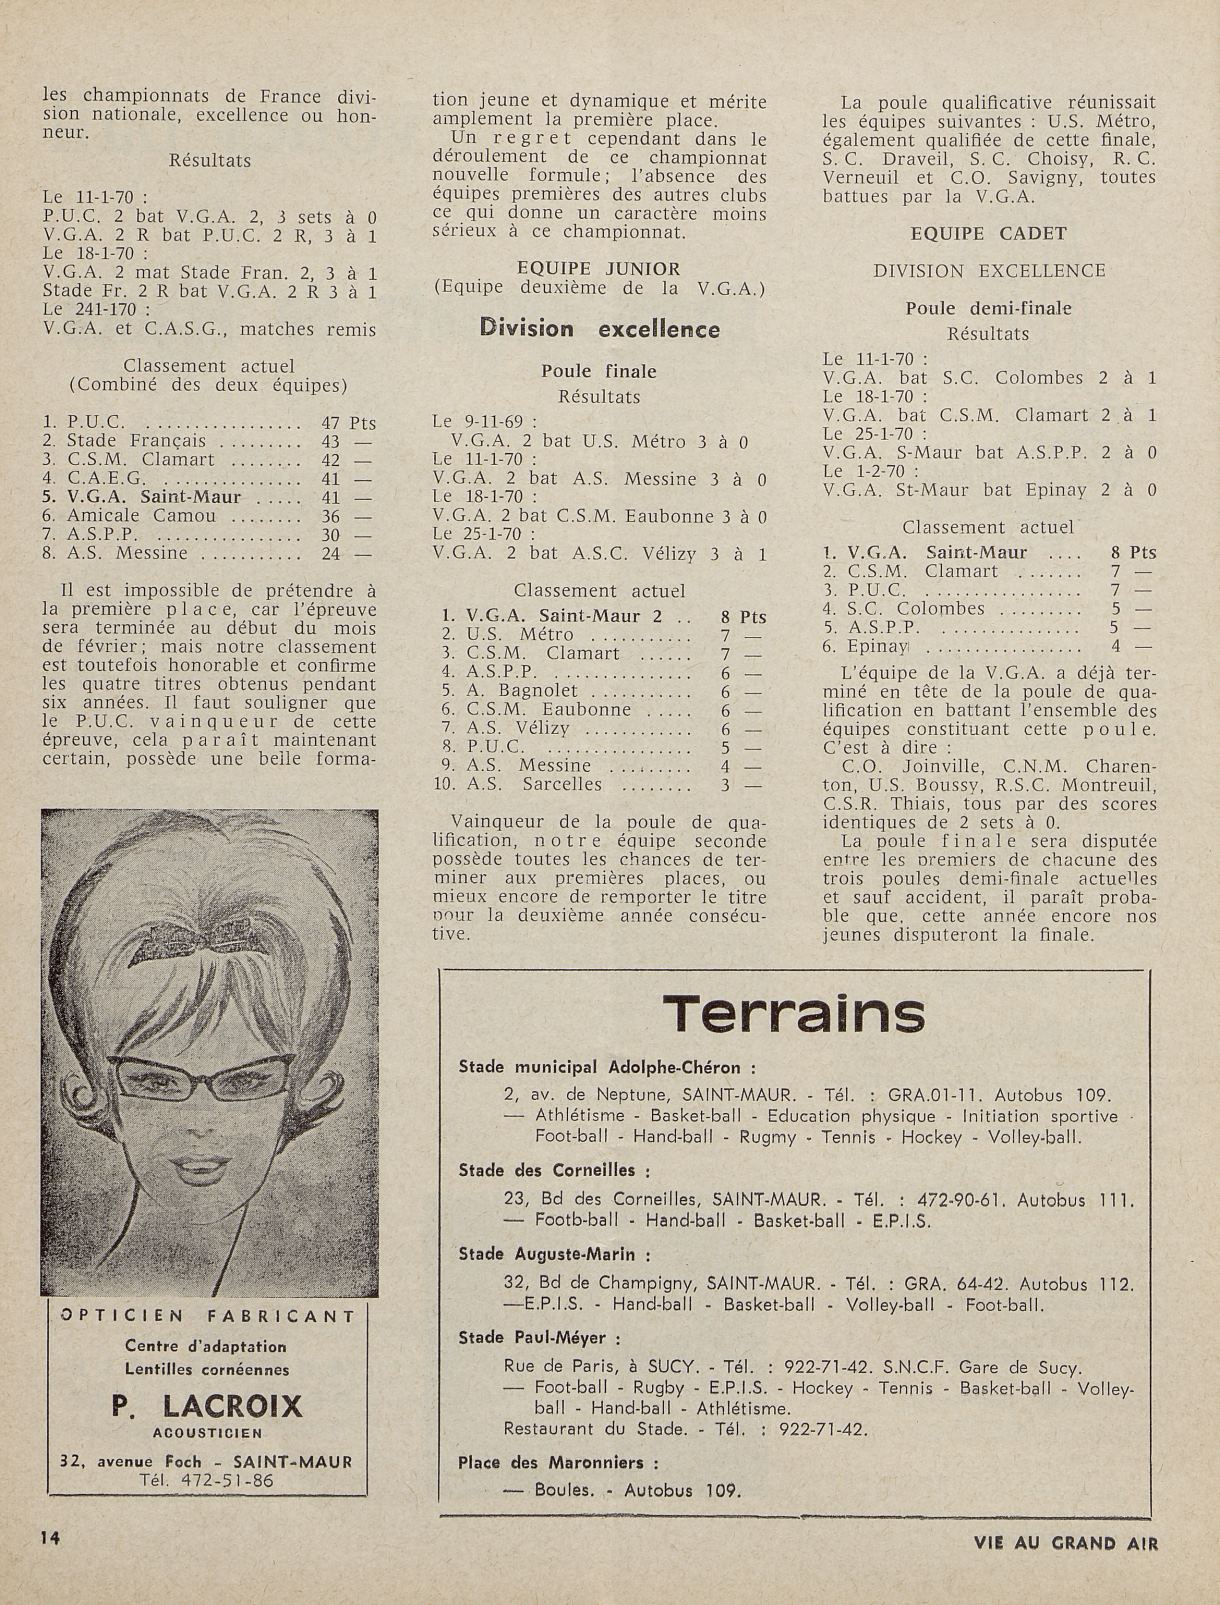 les championnats de France divi-
sion nationale, excellence ou hon-
neur.
Résultats
Le 11-1-70 :
P.U.C. 2 bat V.G.A. 2, 3 sets à 0
V.G.A. 2 R bat P.U.C. 2 R, 3 à 1
Le 18-1-70 :
V.G.A. 2 mat Stade Fran. 2, 3 à 1
Stade Fr. 2 R bat V.G.A. 2 R 3 à 1
Le 241-170 :
V.G.A. et C.A.S.G., matches remis
Classement actuel
(Combiné des deux équipes)
1. P.U.C. ................ 47 Pts
2. Stade Français ......... 43 —
3. C.S.M. Clamart ........ 42 —
4. C.A.E.G. .............. 41 —
5. V.G.A. Saint-Maur ..... 41 —
6. Amicale Camou ........ 36 —
7. A.S.P.P. ............... 30 —
8. A.S. Messine ........... 24 —
Il est impossible de prétendre à
la première place, car l'épreuve
sera terminée au début du mois
de février; mais notre classement
est toutefois honorable et confirme
les quatre titres obtenus pendant
six années. Il faut souligner que
le P.U.C. vainqueur de cette
épreuve, cela paraît maintenant
certain, possède une belle forma-
OPTICIEN FABRICANT
Centre d'adaptation
Lentilles cornéennes
P. LACROIX
ACOUSTICIEN
32, avenue Foch - SAINT-MAUR
Tél. 472-51-86
tion jeune et dynamique et mérite
amplement la première place.
Un regret cependant dans le
déroulement de ce championnat
nouvelle formule; l'absence des
équipes premières des autres clubs
ce qui donne un caractère moins
sérieux à ce championnat.
EQUIPE JUNIOR
(Equipe deuxième de la V.G.A.)
Division excellence
Poule finale
Résultats
Le 9-11-69 :
V.G.A. 2 bat U.S. Métro 3 à 0
Le 11-1-70 :
V.G.A. 2 bat A.S. Messine 3 à 0
Le 18-1-70 :
V.G.A. 2 bat C.S.M. Eaubonne 3 à 0
Le 25-1-70 :
V.G.A. 2 bat A.S.C. Vélizy 3 à 1
Classement actuel
1. V.G.A. Saint-Maur 2 .. 8 Pts
2. U.S. Métro ........... 7 —
3. C.S.M. Clamart ...... 7 —
4. A.S.P.P. ............... 6 —
5. A. Bagnolet ........... 6 —
6. C.S.M. Eaubonne ..... 6 —
7. A.S. Vélizy ............ 6 —
8. P.U.C. ................ 5 —
9. A.S. Messine ......... 4 —
10. A.S. Sarcelles ........ 3 —
Vainqueur de la poule de qua-
lification, notre équipe seconde
possède toutes les chances de ter-
miner aux premières places, ou
mieux encore de remporter le titre
pour la deuxième année consécu-
tive.
La poule qualificative réunissait
les équipes suivantes : U.S. Métro,
également qualifiée de cette finale,
S.C. Draveil, S.C. Choisy, R.C.
Verneuil et C.O. Savigny, toutes
battues par la V.G.A.
EQUIPE CADET
DIVISION EXCELLENCE
Poule demi-finale
Résultats
Le 11-1-70 :
V.G.A. bat S.C. Colombes 2 à 1
Le 18-1-70 :
V.G.A. bat C.S.M. Clamart 2 à 1
Le 25-1-70 :
V.G.A. S-Maur bat A.S.P.P. 2 à 0
Le 1-2-70 :
V.G.A. St-Maur bat Epinay 2 à 0
Classement actuel
1. V.G.A. Saint-Maur .... 8 Pts
2. C.S.M. Clamart ....... 7 —
3. P.U.C. ................ 7 —
4. S.C. Colombes ......... 5 —
5. A.S.P.P. ............... 5 —
6. Epinay ................ 4 —
L'équipe de la V.G.A. a déjà ter-
miné en tête de la poule de qua-
lification en battant l'ensemble des
équipes constituant cette poule.
C'est à dire :
C.O. Joinville, C.N.M. Charen-
ton, U.S. Boussy, R.S.C. Montreuil,
C.S.R. Thiais, tous par des scores
identiques de 2 sets à 0.
La poule finale sera disputée
entre les premiers de chacune des
trois poules demi-finale actuelles
et sauf accident, il paraît proba-
ble que, cette année encore nos
jeunes disputeront la finale.
Terrains
Stade municipal Adolphe-Chéron :
2, av. de Neptune, SAINT-MAUR. - Tél. : GRA.01-11. Autobus 109.
— Athlétisme - Basket-ball - Education physique - Initiation sportive -
Foot-ball - Hand-ball - Rugmy - Tennis - Hockey - Volley-ball.
Stade des Corneilles :
23, Bd des Corneilles, SAINT-MAUR. - Tél. : 472-90-61. Autobus 111.
— Footb-ball - Hand-ball - Basket-ball - E.P.I.S.
Stade Auguste-Marin :
32, Bd de Champigny, SAINT-MAUR. - Tél. : GRA. 64-42. Autobus 112.
—E.P.I.S. - Hand-ball - Basket-ball - Volley-ball - Foot-ball.
Stade Paul-Méyer :
Rue de Paris, à SUCY. - Tél. : 922-71-42. S.N.C.F. Gare de Sucy.
— Foot-ball - Rugby - E.P.I.S. - Hockey - Tennis - Basket-ball - Volley-
ball - Hand-ball - Athlétisme.
Restaurant du Stade. - Tél. : 922-71-42.
Place des Maronniers :
— Boules. - Autobus 109.
14
VIE AU GRAND AIR